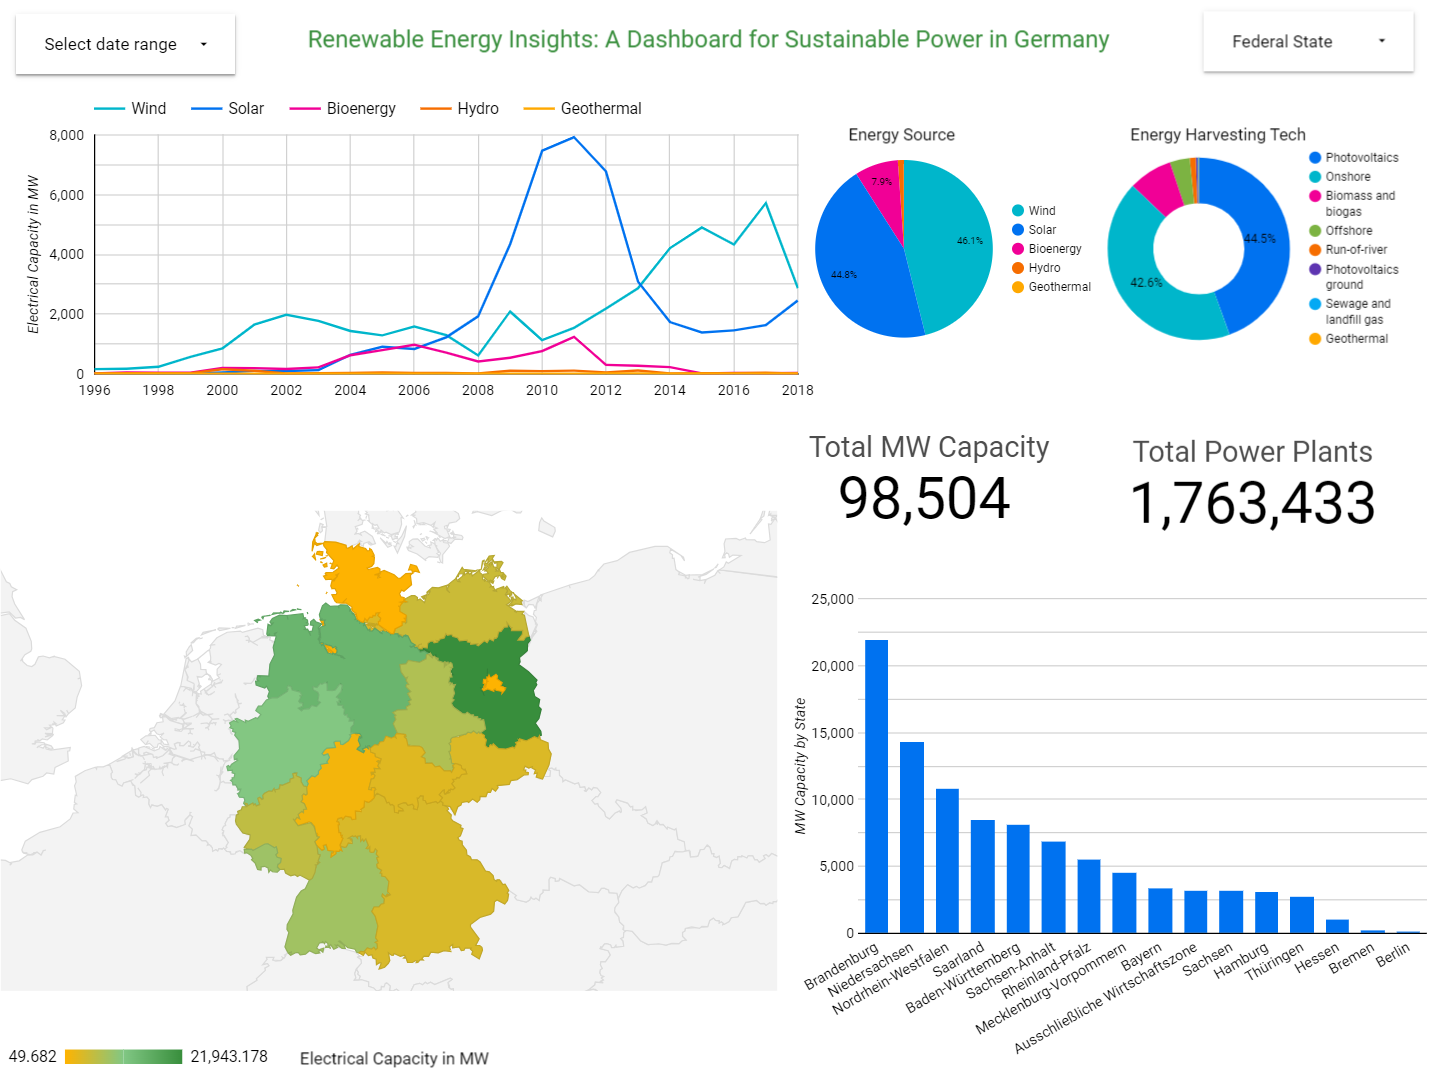 Select date range
Renewable Energy Insights: A Dashboard for Sustainable Power in Germany
Federal State
Wind Solar Bioenergy Hydro Geothermal
Electrical Capacity in MW
8,000
6,000
4,000
2,000
0
1996 1998 2000 2002 2004 2006 2008 2010 2012 2014 2016 2018
Energy Source
7.9%
46.1%
44.8%
Wind
Solar
Bioenergy
Hydro
Geothermal
Energy Harvesting Tech
44.5%
42.6%
Photovoltaics
Onshore
Biomass and
biogas
Offshore
Run-of-river
Photovoltaics
ground
Sewage and
landfill gas
Geothermal
Total MW Capacity
98,504
Total Power Plants
1,763,433
49.682
21,943.178
Electrical Capacity in MW
MW Capacity by State
25,000
20,000
15,000
10,000
5,000
0
Brandenburg
Niedersachsen
Nordrhein-Westfalen
Saarland
Baden-Württemberg
Sachsen-Anhalt
Rheinland-Pfalz
Mecklenburg-Vorpommern
Bayern
Ausschließliche Wirtschaftszone
Sachsen
Hamburg
Thüringen
Hessen
Bremen
Berlin